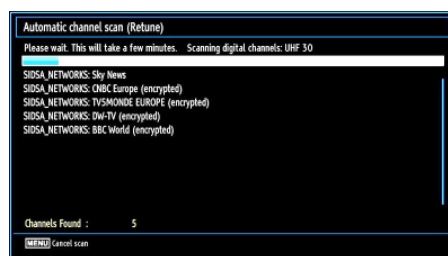 Automatic channel scan (Retune)
Please wait. This will take a few minutes. Scanning digital channels: UHF 30
SIDSA_NETWORKS: Sky News
SIDSA_NETWORKS: CNBC Europe (encrypted)
SIDSA_NETWORKS: TV5MONDE EUROPE (encrypted)
SIDSA_NETWORKS: DW-TV (encrypted)
SIDSA_NETWORKS: BBC World (encrypted)
Channels Found : 5
MENU Cancel scan